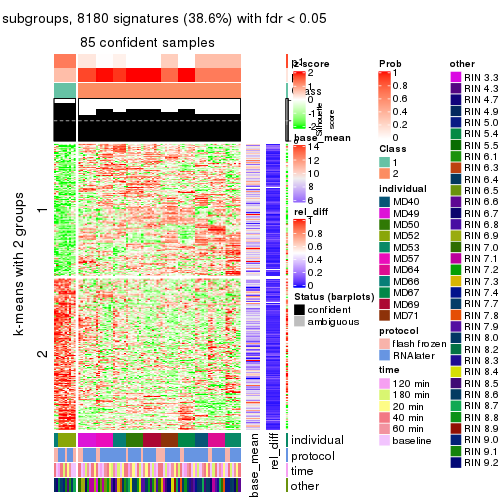 subgroups, 8180 signatures (38.6%) with fdr < 0.05
85 confident samples
k-means with 2 groups
1
2
z-score
2
1
0
-1
-2
Silhouette
score
base_mean
14
12
10
8
6
rel_diff
1
0.8
0.6
0.4
0.2
0
Status (barplots)
confident
ambiguous
individual
protocol
time
other
base_mean
rel_diff
Prob
1
0.8
0.6
0.4
0.2
0
Class
1
2
individual
MD40
MD49
MD50
MD52
MD53
MD57
MD64
MD66
MD67
MD69
MD71
protocol
flash frozen
RNAlater
time
120 min
180 min
20 min
40 min
60 min
baseline
other
RIN 3.3
RIN 4.3
RIN 4.7
RIN 4.9
RIN 5.0
RIN 5.4
RIN 5.5
RIN 6.1
RIN 6.3
RIN 6.4
RIN 6.5
RIN 6.6
RIN 6.7
RIN 6.8
RIN 6.9
RIN 7.0
RIN 7.1
RIN 7.2
RIN 7.3
RIN 7.4
RIN 7.5
RIN 7.6
RIN 7.7
RIN 7.8
RIN 7.9
RIN 8.0
RIN 8.2
RIN 8.3
RIN 8.4
RIN 8.5
RIN 8.6
RIN 8.7
RIN 8.8
RIN 8.9
RIN 9.0
RIN 9.1
RIN 9.2